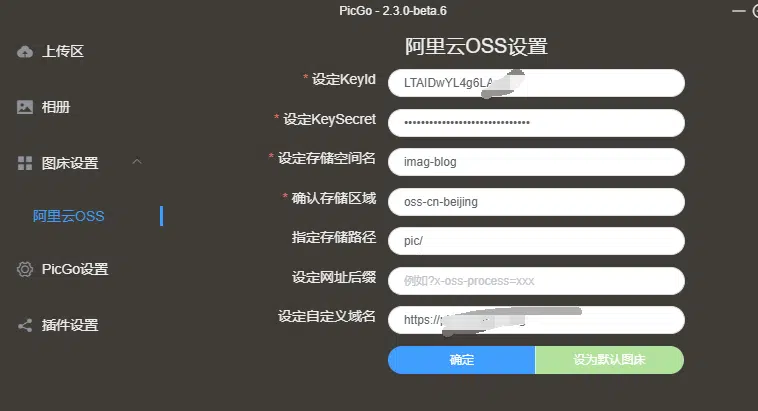 PicGo - 2.3.0-beta.6
上传区
相册
图床设置
阿里云OSS
PicGo设置
插件设置
阿里云OSS设置
* 设定KeyId
LTAIDwYL4g6LA
* 设定KeySecret
••••••••••••••••••••••••••••••
* 设定存储空间名
imag-blog
* 确认存储区域
oss-cn-beijing
指定存储路径
pic/
设定网址后缀
例如?x-oss-process=xxx
设定自定义域名
https://
确定
设为默认图床